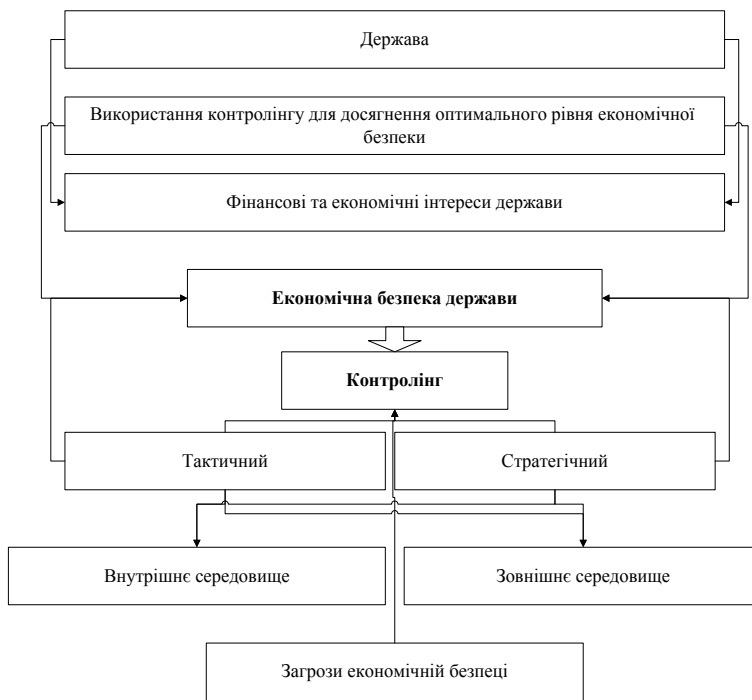 Держава
Використання контролінгу для досягнення оптимального рівня економічної
безпеки
Фінансові та економічні інтереси держави
Економічна безпека держави
Контролінг
Тактичний
Стратегічний
Внутрішнє середовище
Зовнішнє середовище
Загрози економічній безпеці